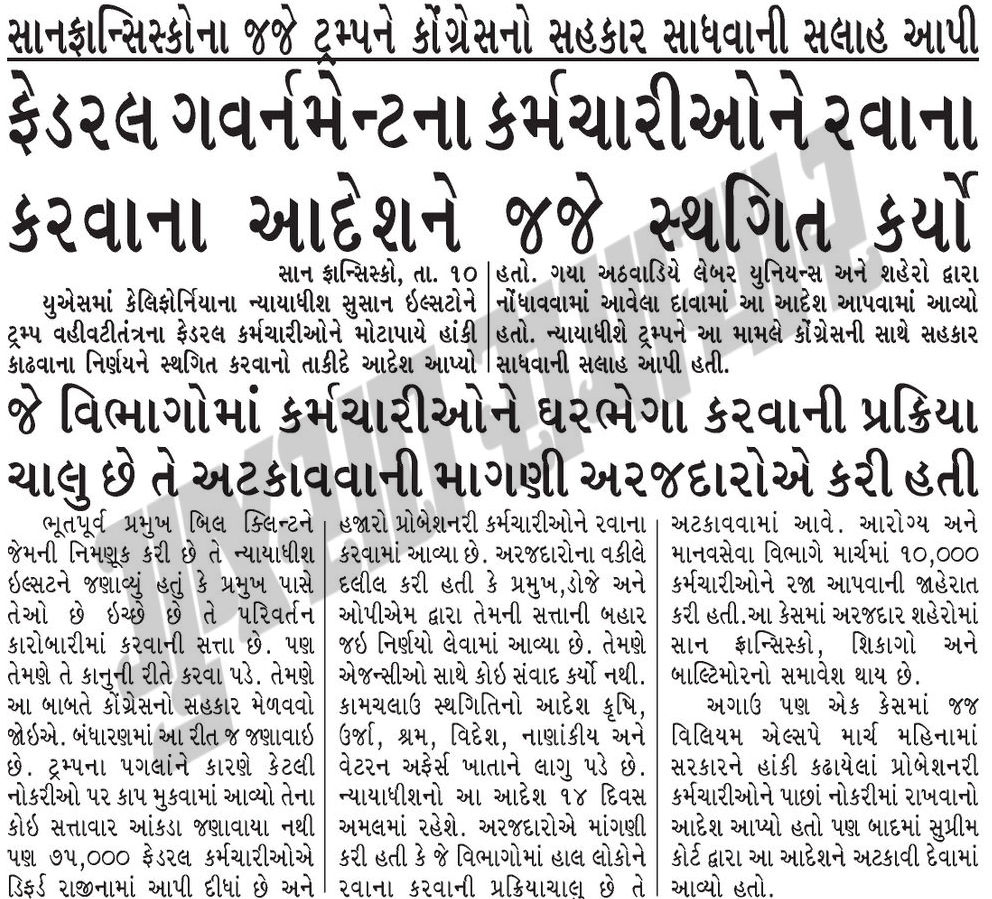 સાનફ્રાન્સિસ્કોના જજે ટ્રમ્પને કોંગ્રેસનો સહકાર સાધવાની સલાહ આપી
ફેડરલ ગવર્નમેન્ટના કર્મચારીઓને રવાના
કરવાના આદેશને જજે સ્થગિત કર્યો
સાન ફ્રાન્સિસ્કો, તા. ૧૦
યુએસમાં કેલિફોર્નિયાના ન્યાયાધીશ સુસાન ઇલ્સટોને
ટ્રમ્પ વહીવટીતંત્રના ફેડરલ કર્મચારીઓને મોટાપાયે હાંકી
કાઢવાના નિર્ણયને સ્થગિત કરવાનો તાકીદે આદેશ આપ્યો
હતો. ગયા અઠવાડિયે લેબર યુનિયન્સ અને શહેરો દ્વારા
નોંધાવવામાં આવેલા દાવામાં આ આદેશ આપવામાં આવ્યો
હતો. ન્યાયાધીશે ટ્રમ્પને આ મામલે કોંગ્રેસની સાથે સહકાર
સાધવાની સલાહ આપી હતી.
જે વિભાગોમાં કર્મચારીઓને ઘરભેગા કરવાની પ્રક્રિયા
ચાલુ છે તે અટકાવવાની માગણી અરજદારોએ કરી હતી
ભૂતપૂર્વ પ્રમુખ બિલ ક્લિન્ટને
જેમની નિમણૂક કરી છે તે ન્યાયાધીશ
ઇલ્સટને જણાવ્યું હતું કે પ્રમુખ પાસે
તેઓ છે ઇચ્છે છે તે પરિવર્તન
કારોબારીમાં કરવાની સત્તા છે. પણ
તેમણે તે કાનુની રીતે કરવા પડે. તેમણે
આ બાબતે કોંગ્રેસનો સહકાર મેળવવો
જોઇએ. બંધારણમાં આ રીત જ જણાવાઇ
છે. ટ્રમ્પના પગલાંને કારણે કેટલી
નોકરીઓ પર કાપ મુકવામાં આવ્યો તેના
કોઇ સત્તાવાર આંકડા જણાવાયા નથી
પણ ૭૫,૦૦૦ ફેડરલ કર્મચારીઓએ
ડિફર્ડ રાજીનામાં આપી દીધાં છે અને
હજારો પ્રોબેશનરી કર્મચારીઓને રવાના
કરવામાં આવ્યા છે. અરજદારોના વકીલે
દલીલ કરી હતી કે પ્રમુખ,ડોજે અને
ઓપીએમ દ્વારા તેમની સત્તાની બહાર
જઇ નિર્ણયો લેવામાં આવ્યા છે. તેમણે
એજન્સીઓ સાથે કોઇ સંવાદ કર્યો નથી.
કામચલાઉ સ્થગિતિનો આદેશ કૃષિ,
ઉર્જા, શ્રમ, વિદેશ, નાણાંકીય અને
વેટરન અફેર્સ ખાતાને લાગુ પડે છે.
ન્યાયાધીશનો આ આદેશ ૧૪ દિવસ
અમલમાં રહેશે. અરજદારોએ માંગણી
કરી હતી કે જે વિભાગોમાં હાલ લોકોને
રવાના કરવાની પ્રક્રિયાચાલુ છે તે
અટકાવવામાં આવે. આરોગ્ય અને
માનવસેવા વિભાગે માર્ચમાં ૧૦,૦૦૦
કર્મચારીઓને રજા આપવાની જાહેરાત
કરી હતી.આ કેસમાં અરજદાર શહેરોમાં
સાન ફ્રાન્સિસ્કો, શિકાગો અને
બાલ્ટિમોરનો સમાવેશ થાય છે.
અગાઉ પણ એક કેસમાં જજ
વિલિયમ એલ્સપે માર્ચ મહિનામાં
સરકારને હાંકી કઢાયેલાં પ્રોબેશનરી
કર્મચારીઓને પાછાં નોકરીમાં રાખવાનો
આદેશ આપ્યો હતો પણ બાદમાં સુપ્રીમ
કોર્ટ દ્વારા આ આદેશને અટકાવી દેવામાં
આવ્યો હતો.
ગુજરાત સમાચાર